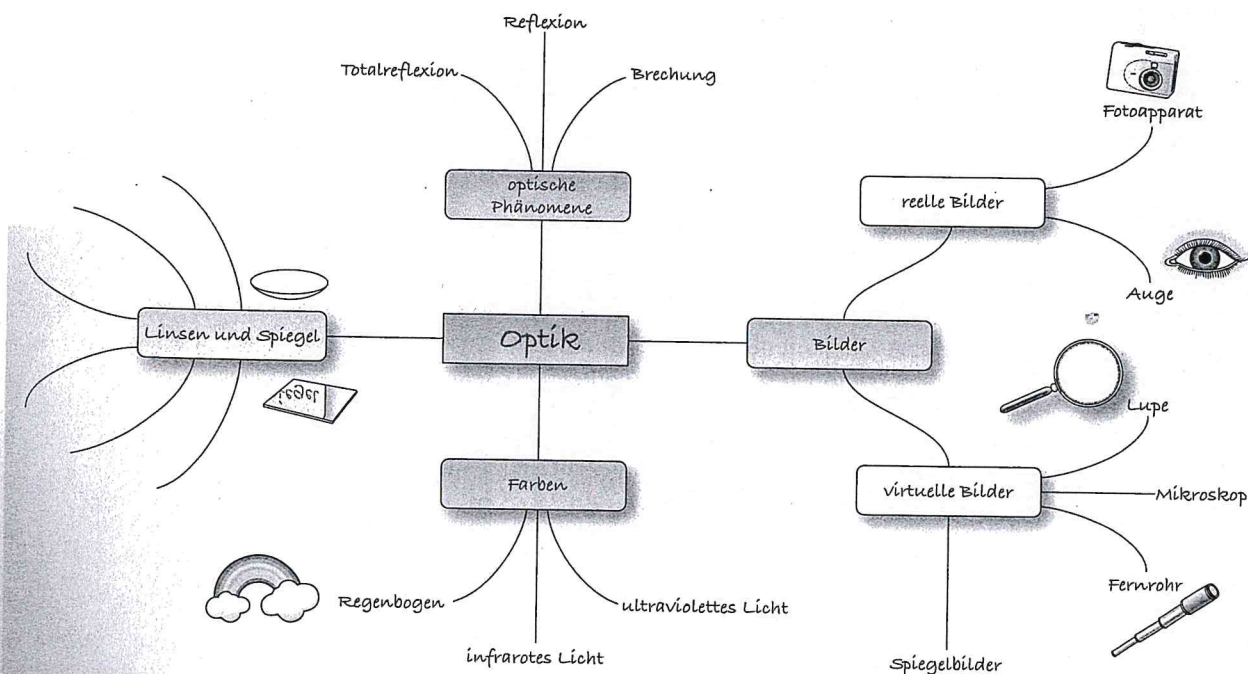 Reflexion
Totalreflexion
Brechung
Fotoapparat
optische
Phänomene
reelle Bilder
Auge
Linsen und Spiegel
Optik
Bilder
Lupe
Farben
virtuelle Bilder
Mikroskop
Fernrohr
Regenbogen
ultraviolettes Licht
infrarotes Licht
Spiegelbilder